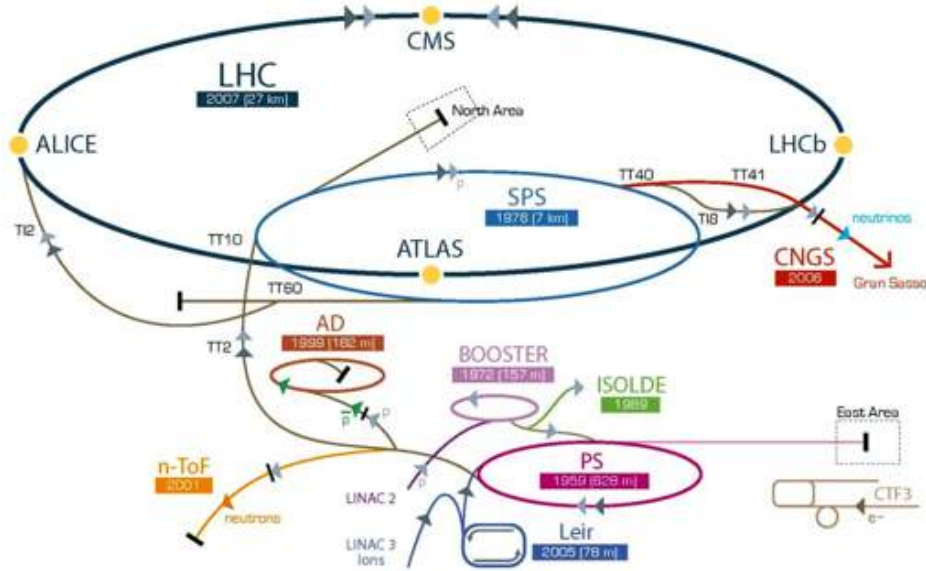 CMS
LHC
2007 (27 km)
North Area
ALICE
LHCb
TT40
TT41
SPS
1976 (7 km)
p
TI8
neutrinos
TI2
TT10
ATLAS
CNGS
2006
Gran Sasso
TT60
AD
1999 (182 m)
TT2
BOOSTER
1972 (157 m)
ISOLDE
1989
p
p
East Area
n-ToF
2001
PS
1959 (628 m)
LINAC 2
p
neutrons
CTF3
e-
LINAC 3
Ions
Leir
2005 (78 m)